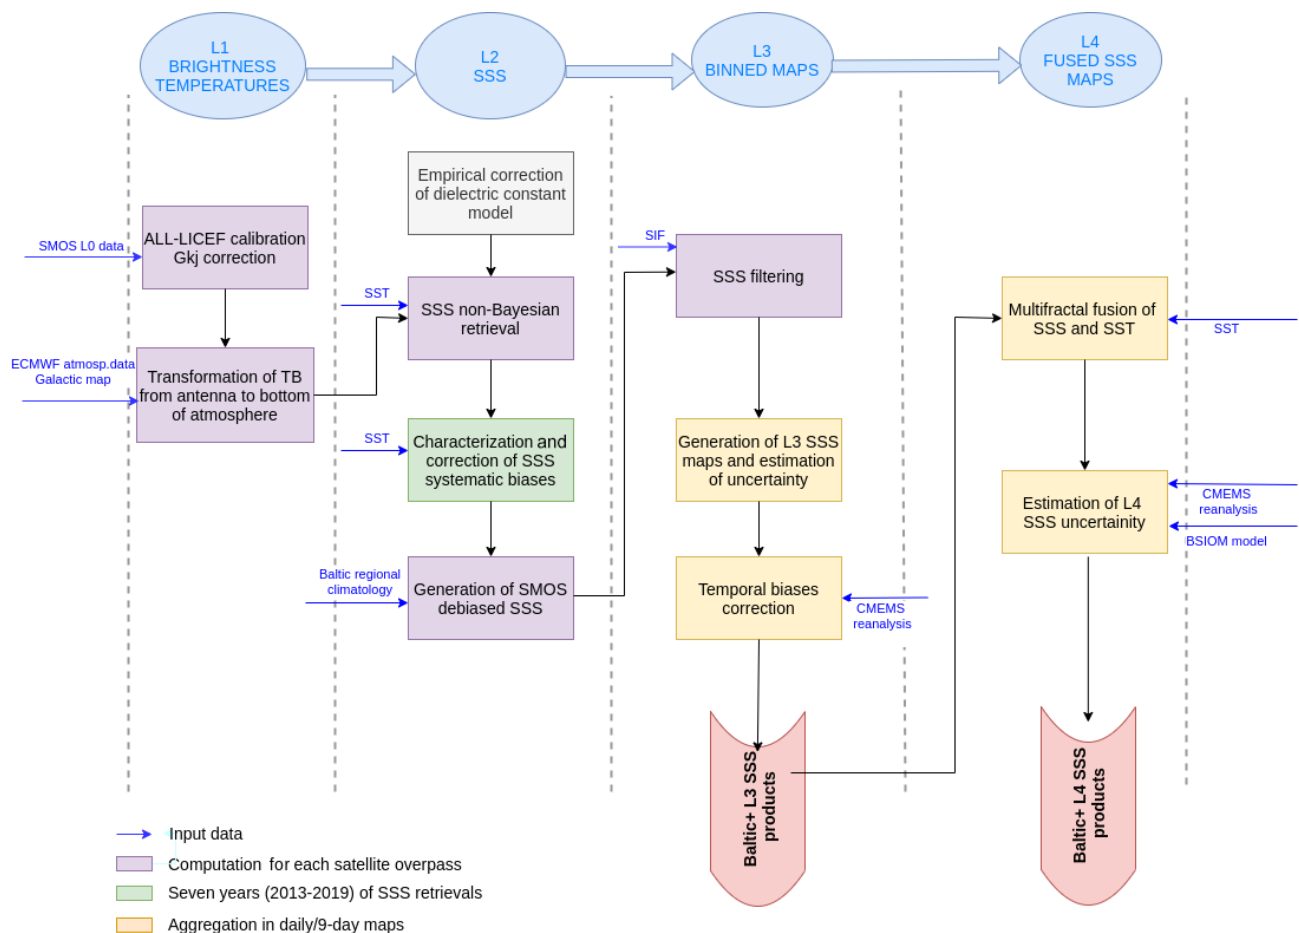 L1
BRIGHTNESS
TEMPERATURES
L2
SSS
L3
BINNED MAPS
L4
FUSED SSS
MAPS
SMOS L0 data
ALL-LICEF calibration
Gkj correction
ECMWF atmosp.data
Galactic map
Transformation of TB
from antenna to bottom
of atmosphere
Empirical correction
of dielectric constant
model
SST
SSS non-Bayesian
retrieval
SST
Characterization and
correction of SSS
systematic biases
Baltic regional
climatology
Generation of SMOS
debiased SSS
SIF
SSS filtering
Generation of L3 SSS
maps and estimation
of uncertainty
Temporal biases
correction
CMEMS
reanalysis
Baltic+ L3 SSS
products
Multifractal fusion of
SSS and SST
SST
Estimation of L4
SSS uncertainity
CMEMS
reanalysis
BSIOM model
Baltic+ L4 SSS
products
Input data
Computation for each satellite overpass
Seven years (2013-2019) of SSS retrievals
Aggregation in daily/9-day maps